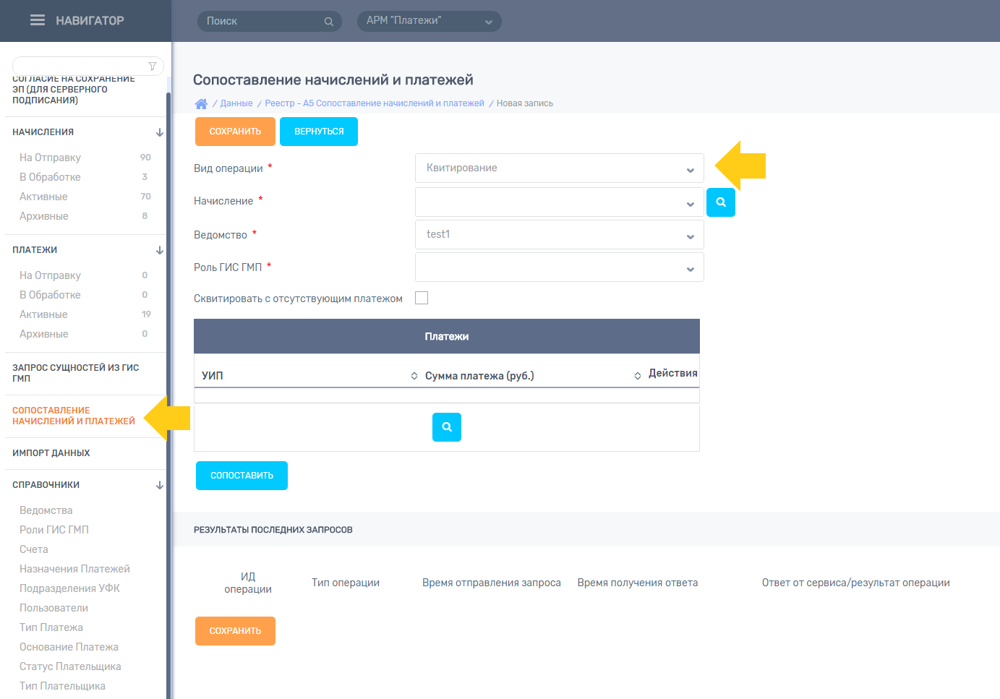 НАВИГАТОР
Поиск
АРМ "Платежи"
СОГЛАСИЕ НА СОХРАНЕНИЕ
ЭП (ДЛЯ СЕРВЕРНОГО
ПОДПИСАНИЯ)
НАЧИСЛЕНИЯ
На Отправку 90
В Обработке 3
Активные 70
Архивные 8
ПЛАТЕЖИ
На Отправку 0
В Обработке 0
Активные 19
Архивные 0
ЗАПРОС СУЩНОСТЕЙ ИЗ ГИС
ГМП
СОПОСТАВЛЕНИЕ
НАЧИСЛЕНИЙ И ПЛАТЕЖЕЙ
ИМПОРТ ДАННЫХ
СПРАВОЧНИКИ
Ведомства
Роли ГИС ГМП
Счета
Назначения Платежей
Подразделения УФК
Пользователи
Тип Платежа
Основание Платежа
Статус Плательщика
Тип Плательщика
Сопоставление начислений и платежей
/ Данные / Реестр - А5 Сопоставление начислений и платежей / Новая запись
СОХРАНИТЬ ВЕРНУТЬСЯ
Вид операции * Квитирование
Начисление *
Ведомство * test1
Роль ГИС ГМП *
Сквитировать с отсутствующим платежом
Платежи
УИП Сумма платежа (руб.) Действия
СОПОСТАВИТЬ
РЕЗУЛЬТАТЫ ПОСЛЕДНИХ ЗАПРОСОВ
ИД
операции
Тип операции
Время отправления запроса
Время получения ответа
Ответ от сервиса/результат операции
СОХРАНИТЬ